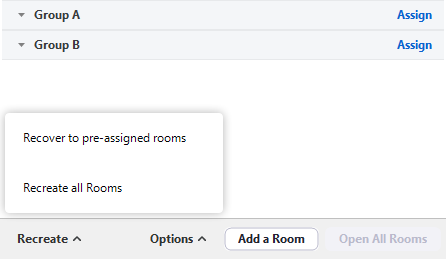 Group A Assign
Group B Assign
Recover to pre-assigned rooms
Recreate all Rooms
Recreate Options Add a Room Open All Rooms